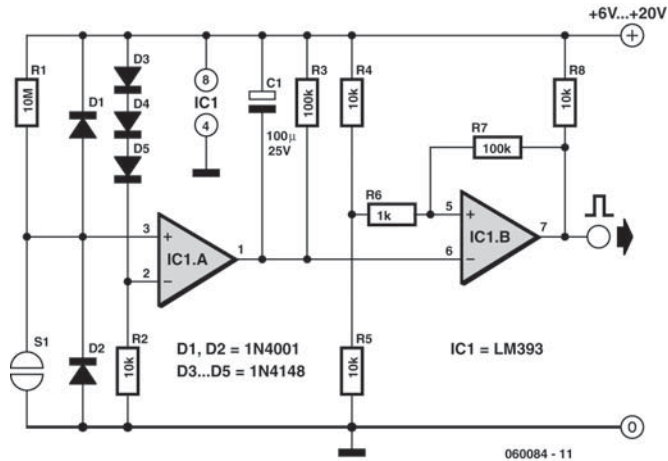 +6V...+20V
R1
10M
D1
D3
D4
D5
8
IC1
4
C1
100µ
25V
R3
100k
R4
10k
R8
10k
R7
100k
R6
1k
3
+
2
−
IC1.A
1
5
+
6
−
IC1.B
7
S1
D2
R2
10k
D1, D2 = 1N4001
D3...D5 = 1N4148
R5
10k
IC1 = LM393
0
060084 - 11